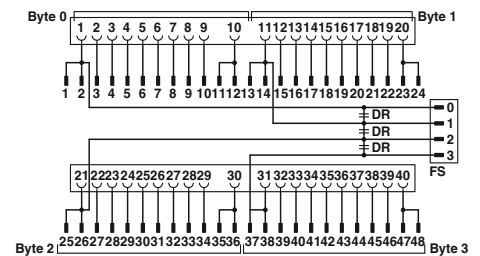 Byte 0 Byte 1
1 2 3 4 5 6 7 8 9 10 11 12 13 14 15 16 17 18 19 20
1 2 3 4 5 6 7 8 9 10 11 12 13 14 15 16 17 18 19 20 21 22 23 24
0
DR
1
DR
2
DR
3
FS
21 22 23 24 25 26 27 28 29 30 31 32 33 34 35 36 37 38 39 40
25 26 27 28 29 30 31 32 33 34 35 36 37 38 39 40 41 42 43 44 45 46 47 48
Byte 2 Byte 3